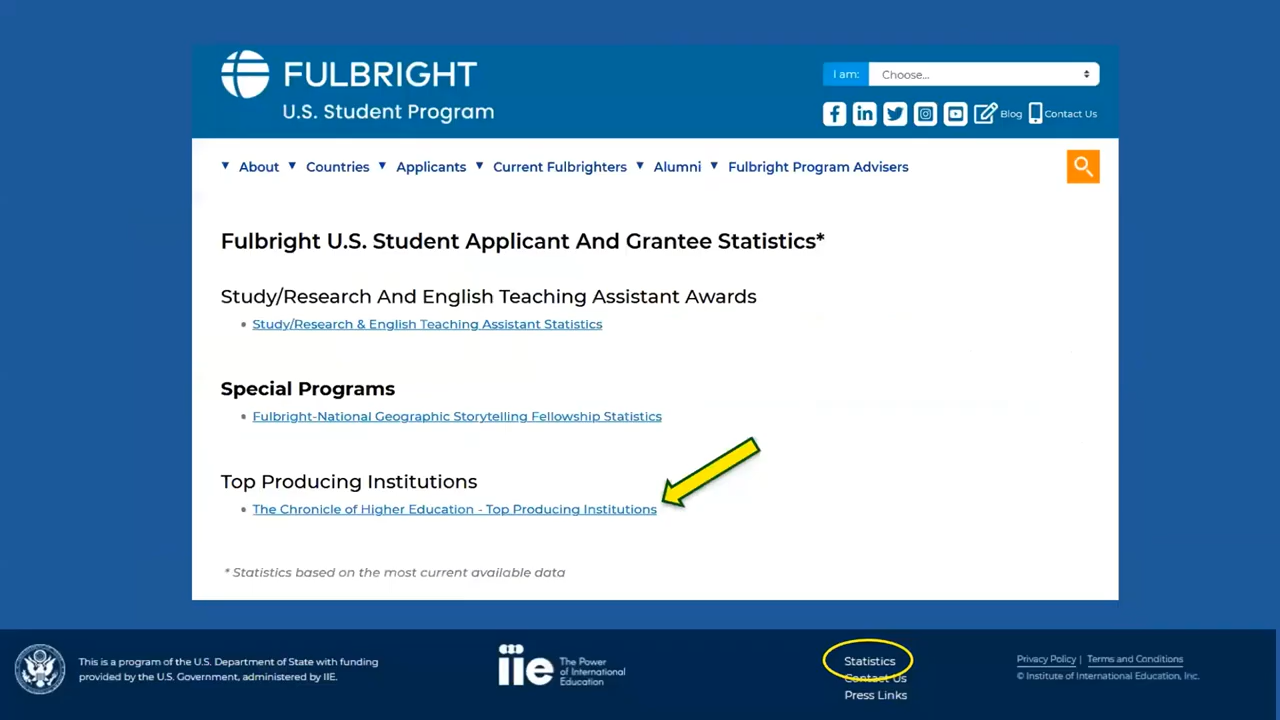 FULBRIGHT
U.S. Student Program
I am:
Choose...
Blog
Contact Us
About
Countries
Applicants
Current Fulbrighters
Alumni
Fulbright Program Advisers
Fulbright U.S. Student Applicant And Grantee Statistics*
Study/Research And English Teaching Assistant Awards
Study/Research & English Teaching Assistant Statistics
Special Programs
Fulbright-National Geographic Storytelling Fellowship Statistics
Top Producing Institutions
The Chronicle of Higher Education - Top Producing Institutions
* Statistics based on the most current available data
This is a program of the U.S. Department of State with funding
provided by the U.S. Government, administered by IIE.
iie
The Power
of International
Education
Statistics
Contact Us
Press Links
Privacy Policy | Terms and Conditions
© Institute of International Education, Inc.